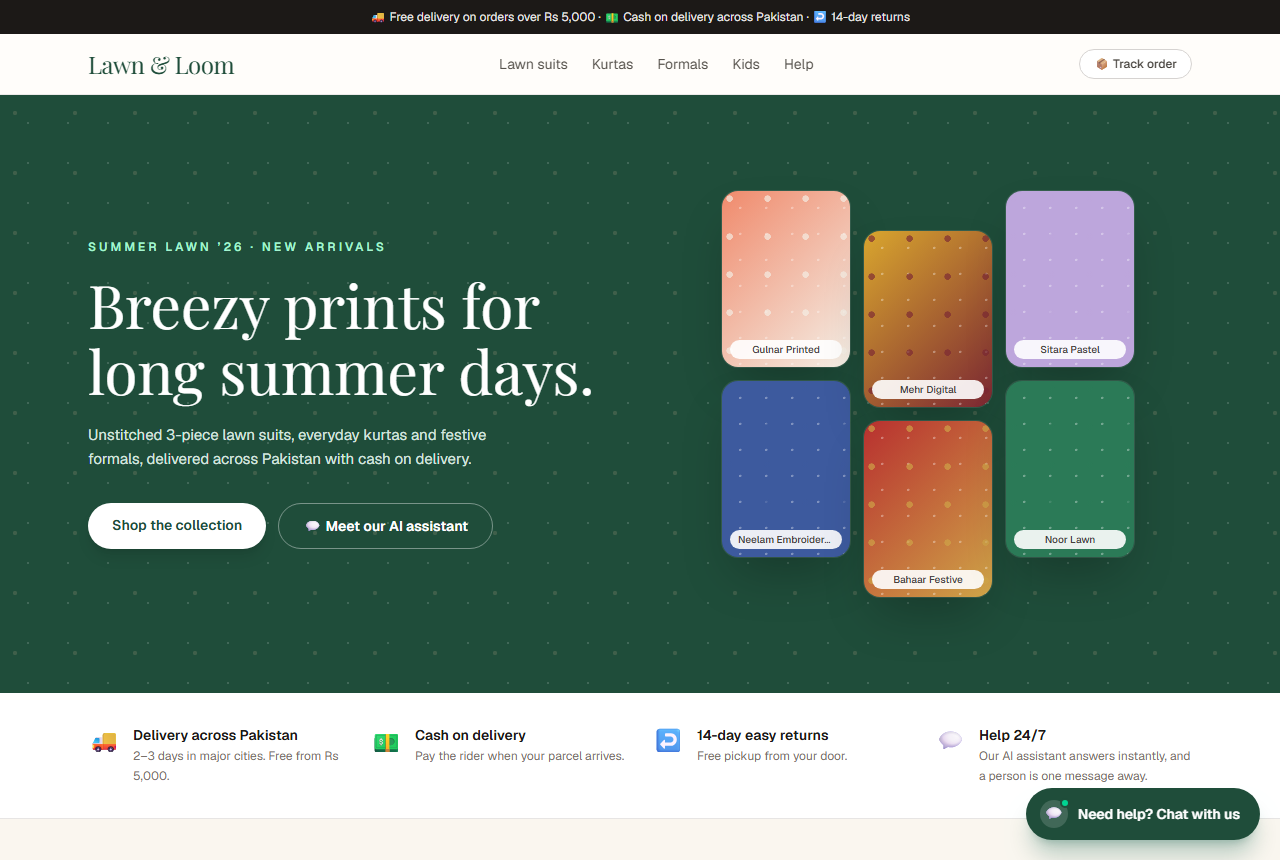 🚚 Free delivery on orders over Rs 5,000 · 💵 Cash on delivery across Pakistan · ↩️ 14-day returns
Lawn & Loom
Lawn suits Kurtas Formals Kids Help
📦 Track order
SUMMER LAWN '26 · NEW ARRIVALS
Breezy prints for
long summer days.
Unstitched 3-piece lawn suits, everyday kurtas and festive
formals, delivered across Pakistan with cash on delivery.
Shop the collection
💬 Meet our AI assistant
Gulnar Printed
Mehr Digital
Sitara Pastel
Neelam Embroider...
Bahaar Festive
Noor Lawn
Delivery across Pakistan
2–3 days in major cities. Free from Rs
5,000.
Cash on delivery
Pay the rider when your parcel arrives.
14-day easy returns
Free pickup from your door.
Help 24/7
Our AI assistant answers instantly, and
a person is one message away.
Need help? Chat with us